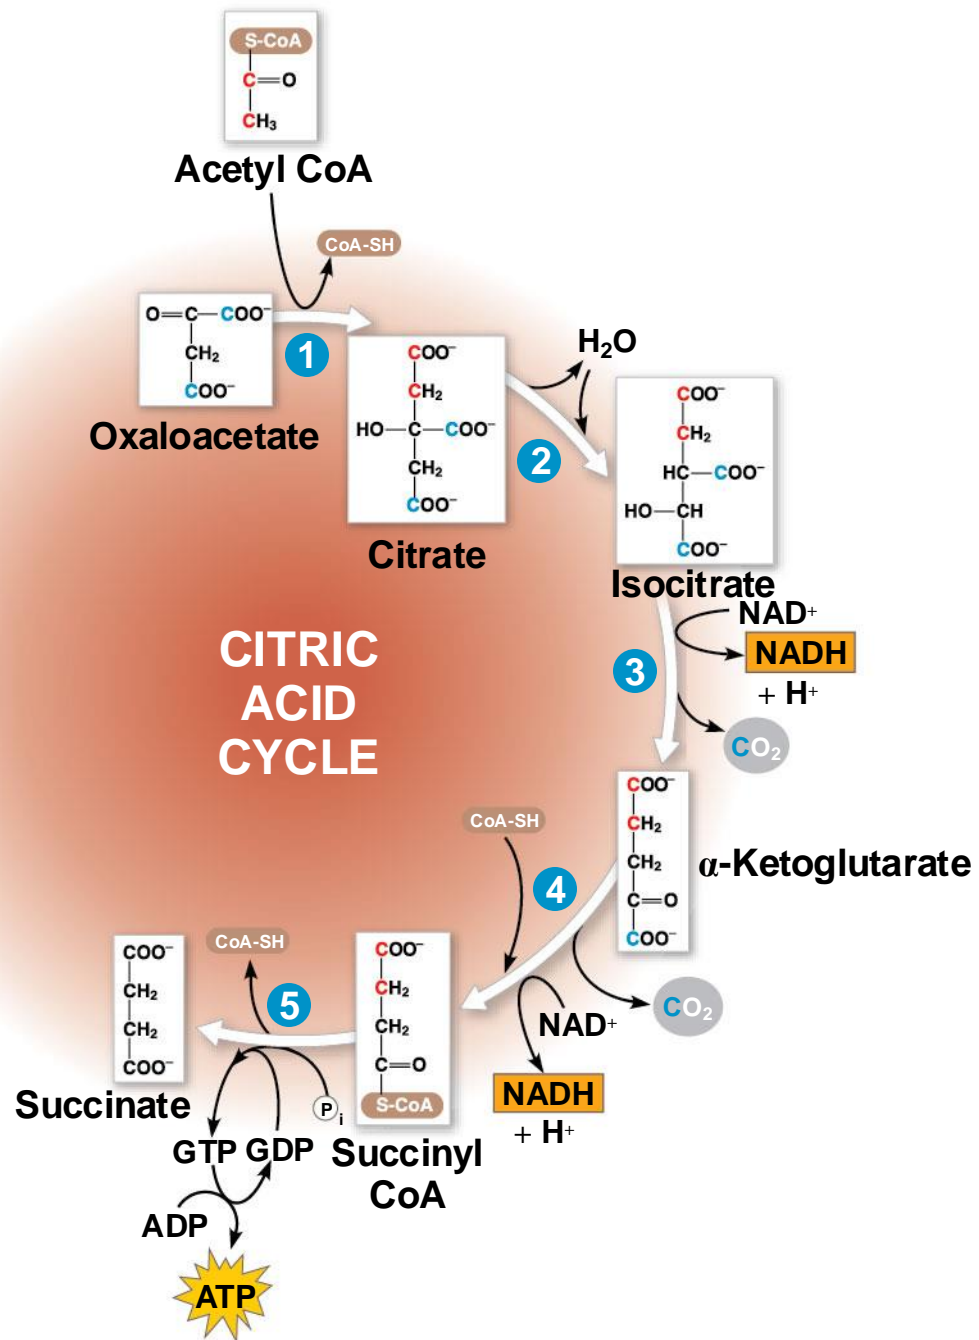 S-CoA
C=O
CH₃
Acetyl CoA
CoA-SH
O=C—COO⁻
CH₂
COO⁻
Oxaloacetate
1
COO⁻
CH₂
HO—C—COO⁻
CH₂
COO⁻
Citrate
H₂O
2
COO⁻
CH₂
HC—COO⁻
HO—CH
COO⁻
Isocitrate
NAD⁺
NADH
+ H⁺
3
CO₂
CITRIC
ACID
CYCLE
COO⁻
CH₂
CH₂
C=O
COO⁻
α-Ketoglutarate
CoA-SH
4
CO₂
NAD⁺
NADH
+ H⁺
COO⁻
CH₂
CH₂
C=O
S-CoA
Succinyl
CoA
CoA-SH
5
Pi
COO⁻
CH₂
CH₂
COO⁻
Succinate
GTP GDP
ADP
ATP